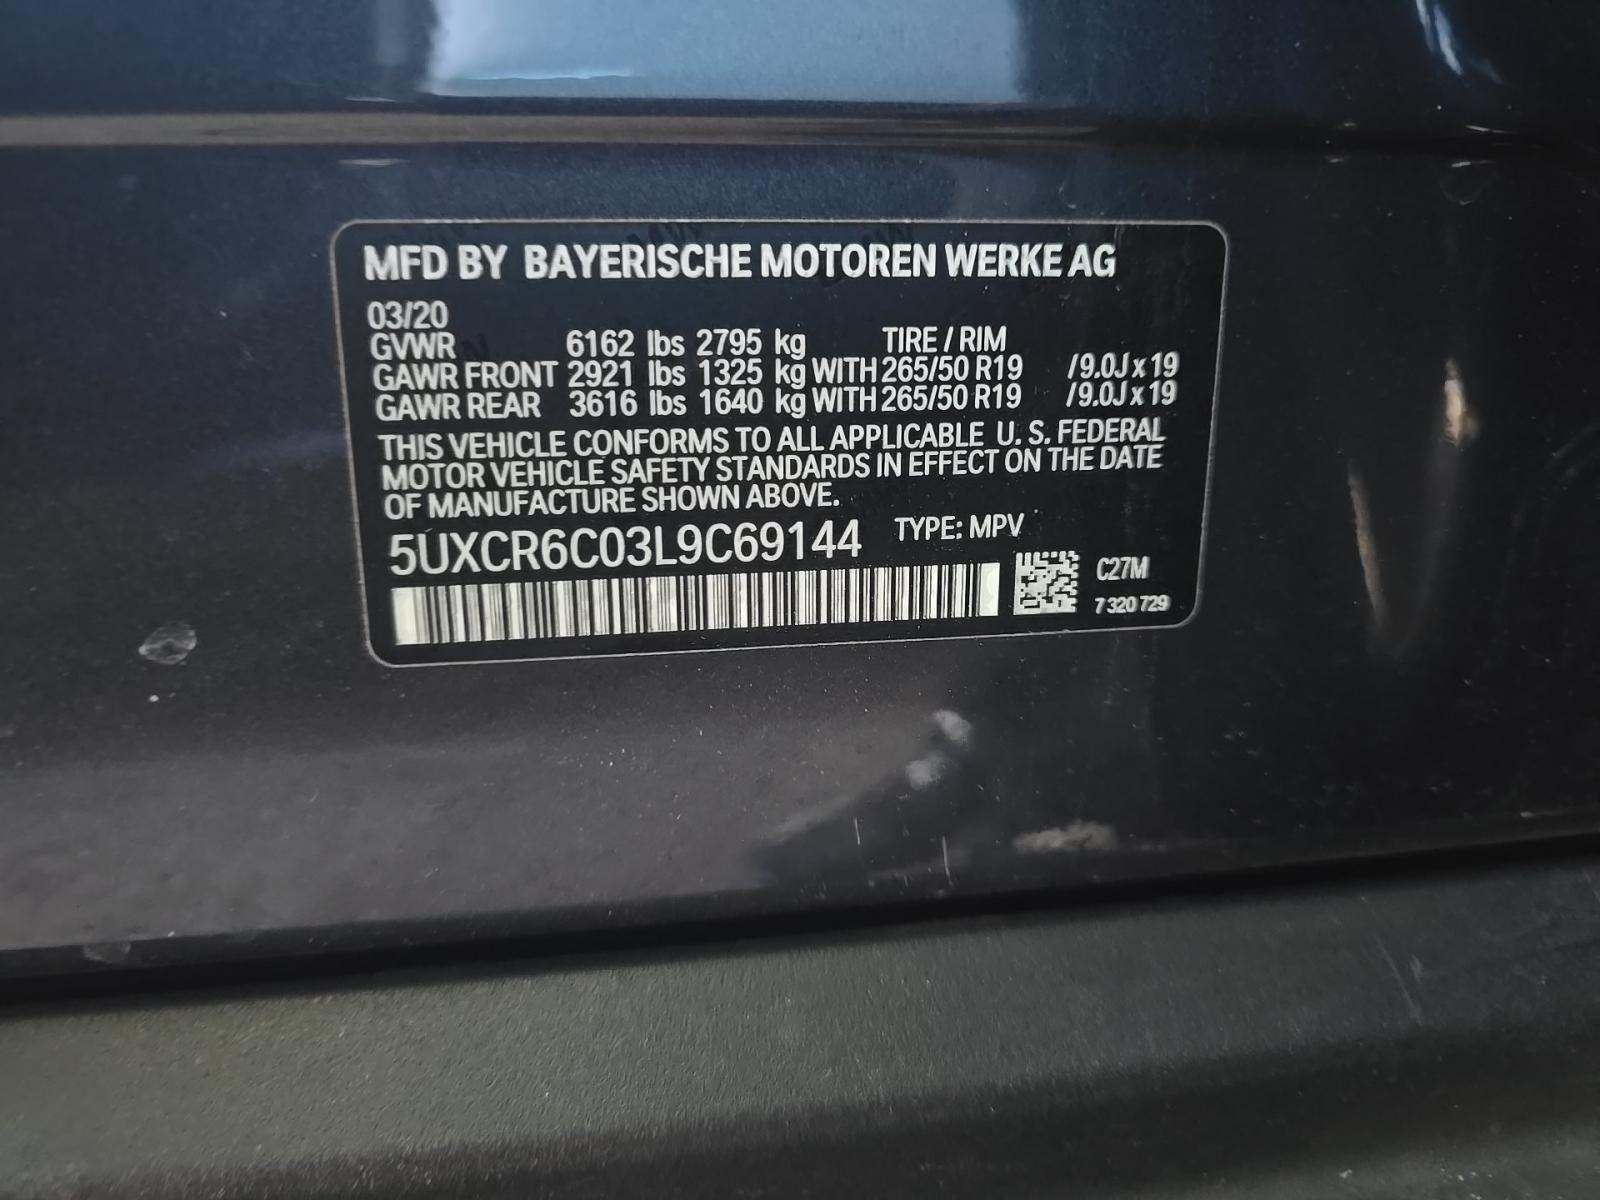 MFD BY BAYERISCHE MOTOREN WERKE AG
03/20
GVWR 6162 lbs 2795 kg TIRE / RIM
GAWR FRONT 2921 lbs 1325 kg WITH 265/50 R19 /9.0J x 19
GAWR REAR 3616 lbs 1640 kg WITH 265/50 R19 /9.0J x 19
THIS VEHICLE CONFORMS TO ALL APPLICABLE U. S. FEDERAL
MOTOR VEHICLE SAFETY STANDARDS IN EFFECT ON THE DATE
OF MANUFACTURE SHOWN ABOVE.
5UXCR6C03L9C69144 TYPE: MPV
C27M
7 320 729